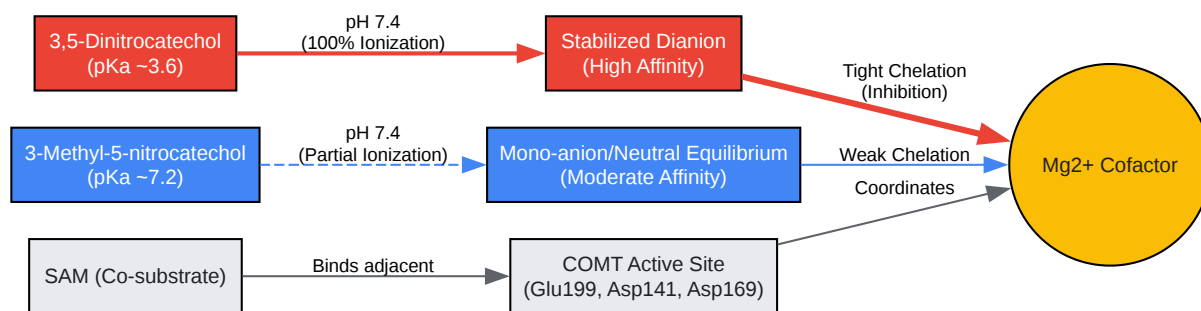 3,5-Dinitrocatechol
(pKa ~3.6)
pH 7.4
(100% Ionization)
Stabilized Dianion
(High Affinity)
Tight Chelation
(Inhibition)
3-Methyl-5-nitrocatechol
(pKa ~7.2)
pH 7.4
(Partial Ionization)
Mono-anion/Neutral Equilibrium
(Moderate Affinity)
Weak Chelation
Mg2+ Cofactor
SAM (Co-substrate)
Binds adjacent
COMT Active Site
(Glu199, Asp141, Asp169)
Coordinates